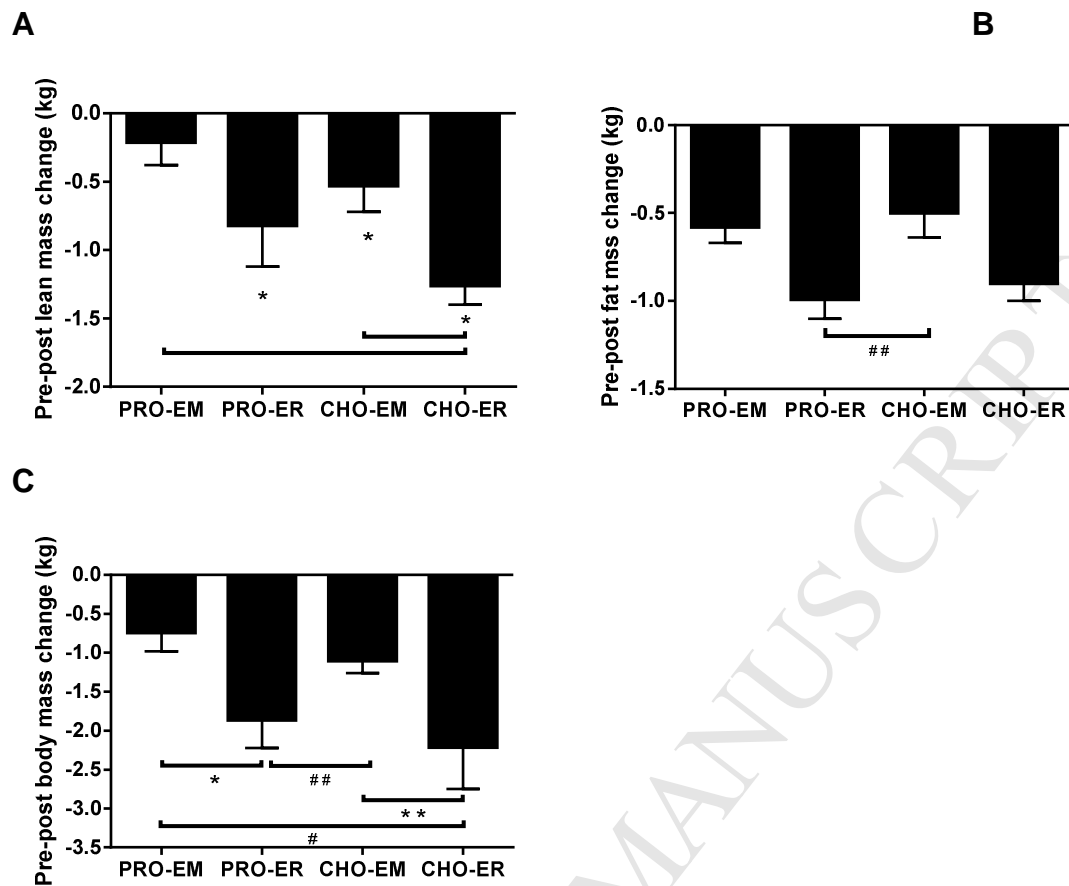 A
B
Pre-post lean mass change (kg)
0.0
-0.5
-1.0
-1.5
-2.0
*
*
*
PRO-EM PRO-ER CHO-EM CHO-ER
Pre-post fat mss change (kg)
0.0
-0.5
-1.0
-1.5
##
PRO-EM PRO-ER CHO-EM CHO-ER
C
Pre-post body mass change (kg)
0.0
-0.5
-1.0
-1.5
-2.0
-2.5
-3.0
-3.5
* ##
**
#
PRO-EM PRO-ER CHO-EM CHO-ER
MANUSCRIPT